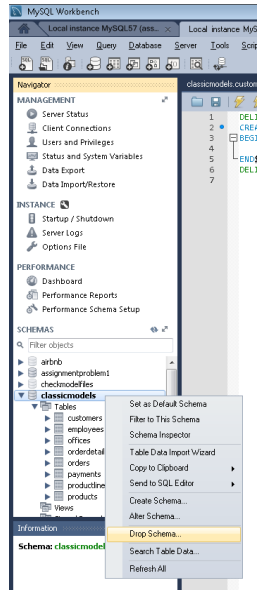 MySQL Workbench
Local instance MySQL57 (ass..
Local instance MyS
File Edit View Query Database Server Tools Scrip
Navigator
MANAGEMENT
Server Status
Client Connections
Users and Privileges
Status and System Variables
Data Export
Data Import/Restore
INSTANCE
Startup / Shutdown
Server Logs
Options File
PERFORMANCE
Dashboard
Performance Reports
Performance Schema Setup
SCHEMAS
Filter objects
airbnb
assignmentproblem1
checkmodelfiles
classicmodels
Tables
customers
employees
offices
orderdetail
orders
payments
productline
products
Views
Information
Schema: classicmodels
classicmodels.custom
1 DELI
2 CREA
3 BEGI
4
5 END$
6 DELI
7
Set as Default Schema
Filter to This Schema
Schema Inspector
Table Data Import Wizard
Copy to Clipboard
Send to SQL Editor
Create Schema...
Alter Schema...
Drop Schema...
Search Table Data...
Refresh All